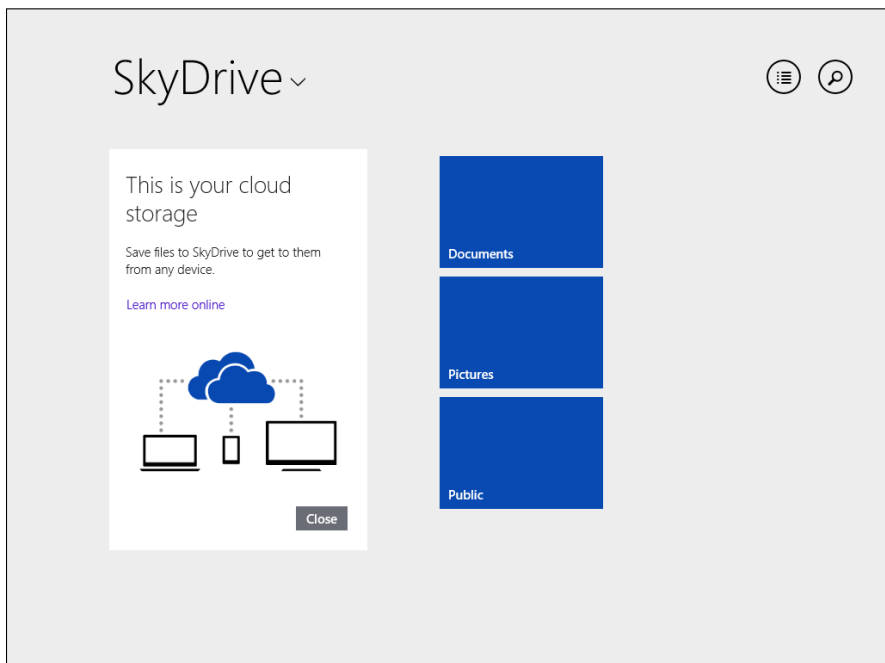 SkyDrive
This is your cloud
storage
Save files to SkyDrive to get to them
from any device.
Learn more online
Close
Documents
Pictures
Public